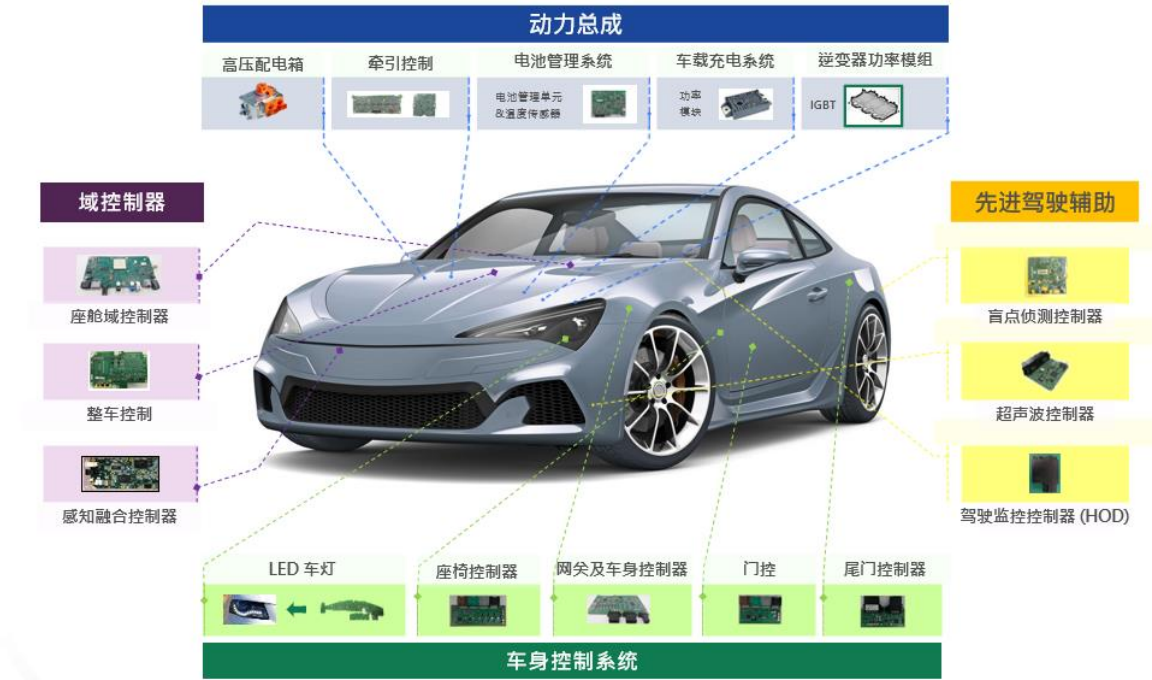 动力总成
高压配电箱
牵引控制
电池管理系统
车载充电系统
逆变器功率模组
电池管理单元
&温度传感器
功率
模块
IGBT
域控制器
座舱域控制器
整车控制
感知融合控制器
先进驾驶辅助
盲点侦测控制器
超声波控制器
驾驶监控控制器 (HOD)
LED 车灯
座椅控制器
网关及车身控制器
门控
尾门控制器
车身控制系统